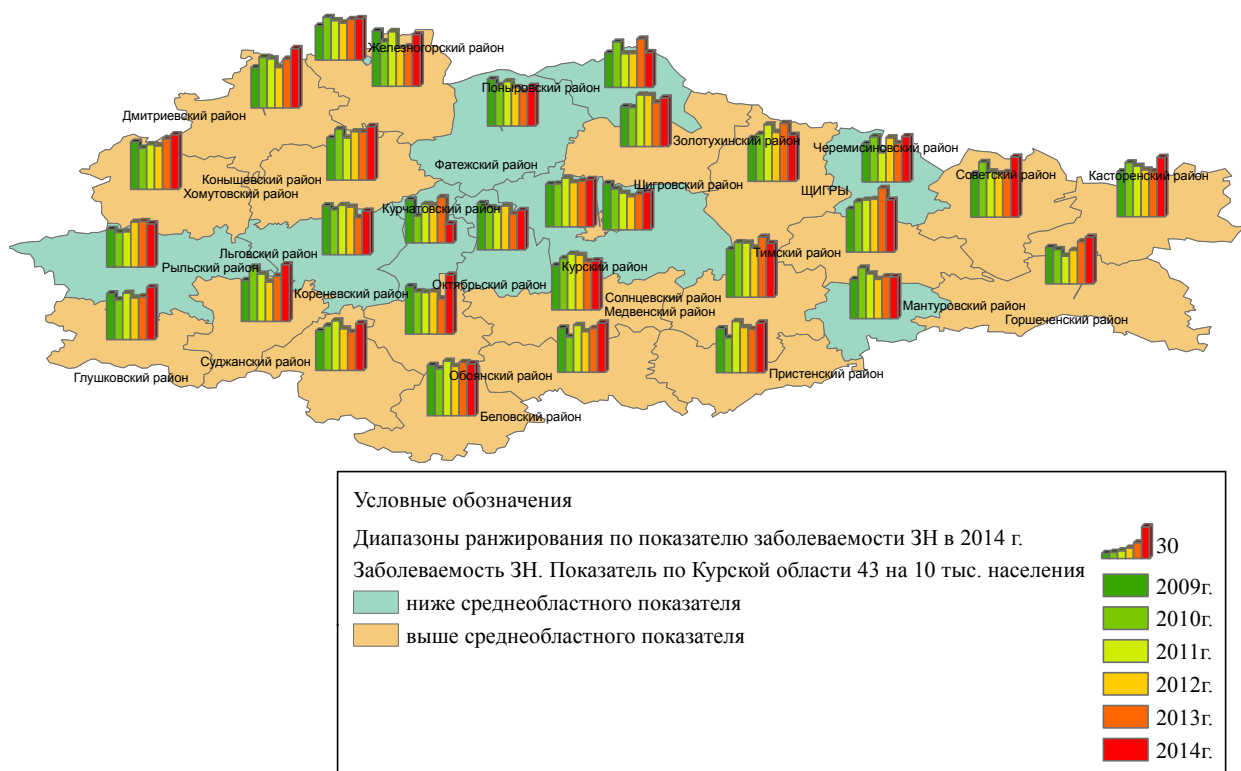 Железногорский район
Поныровский район
Дмитриевский район
Золотухинский район
Черемисиновский район
Фатежский район
Конышевский район
Хомутовский район
Щигровский район
ЩИГРЫ
Советский район
Касторенский район
Курчатовский район
Льговский район
Рыльский район
Тимский район
Курский район
Октябрьский район
Кореневский район
Солнцевский район
Медвенский район
Мантуровский район
Горшеченский район
Суджанский район
Глушковский район
Обоянский район
Пристенский район
Беловский район
Условные обозначения
Диапазоны ранжирования по показателю заболеваемости ЗН в 2014 г.
Заболеваемость ЗН. Показатель по Курской области 43 на 10 тыс. населения
ниже среднеобластного показателя
выше среднеобластного показателя
30
2009г.
2010г.
2011г.
2012г.
2013г.
2014г.